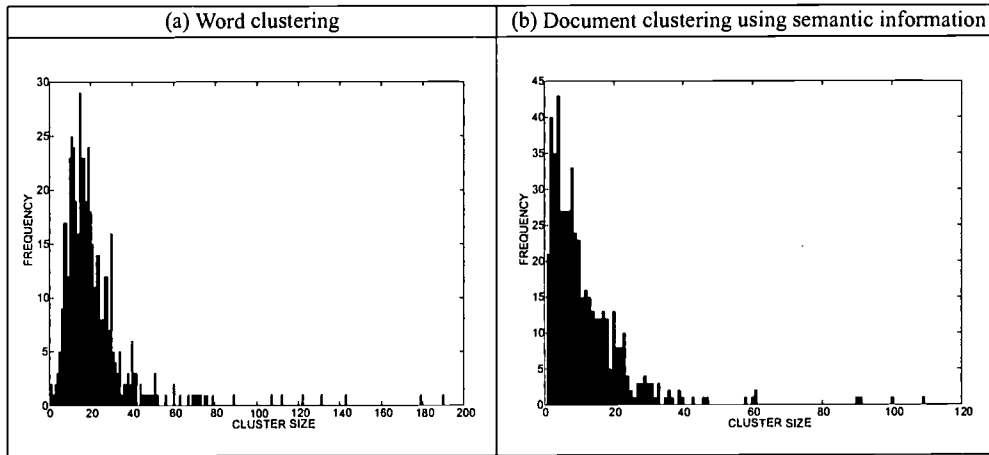 (a) Word clustering
(b) Document clustering using semantic information
30
25
20
15
10
5
0
FREQUENCY
0 20 40 60 80 100 120 130 140 160 180 200
CLUSTER SIZE
45
40
35
30
25
20
15
10
5
0
FREQUENCY
0 20 40 60 80 100 120
CLUSTER SIZE